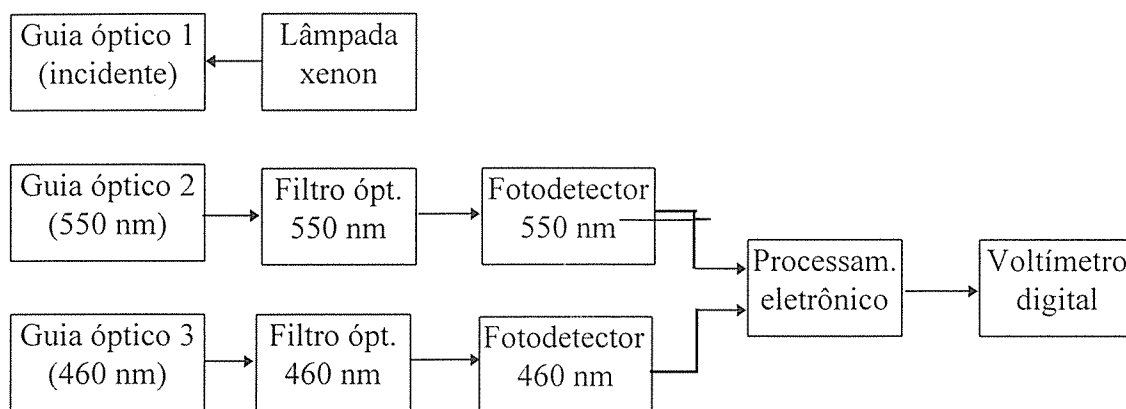 Guia óptico 1
(incidente)
Lâmpada
xenon
Guia óptico 2
(550 nm)
Filtro ópt.
550 nm
Fotodetector
550 nm
Guia óptico 3
(460 nm)
Filtro ópt.
460 nm
Fotodetector
460 nm
Processam.
eletrônico
Voltímetro
digital